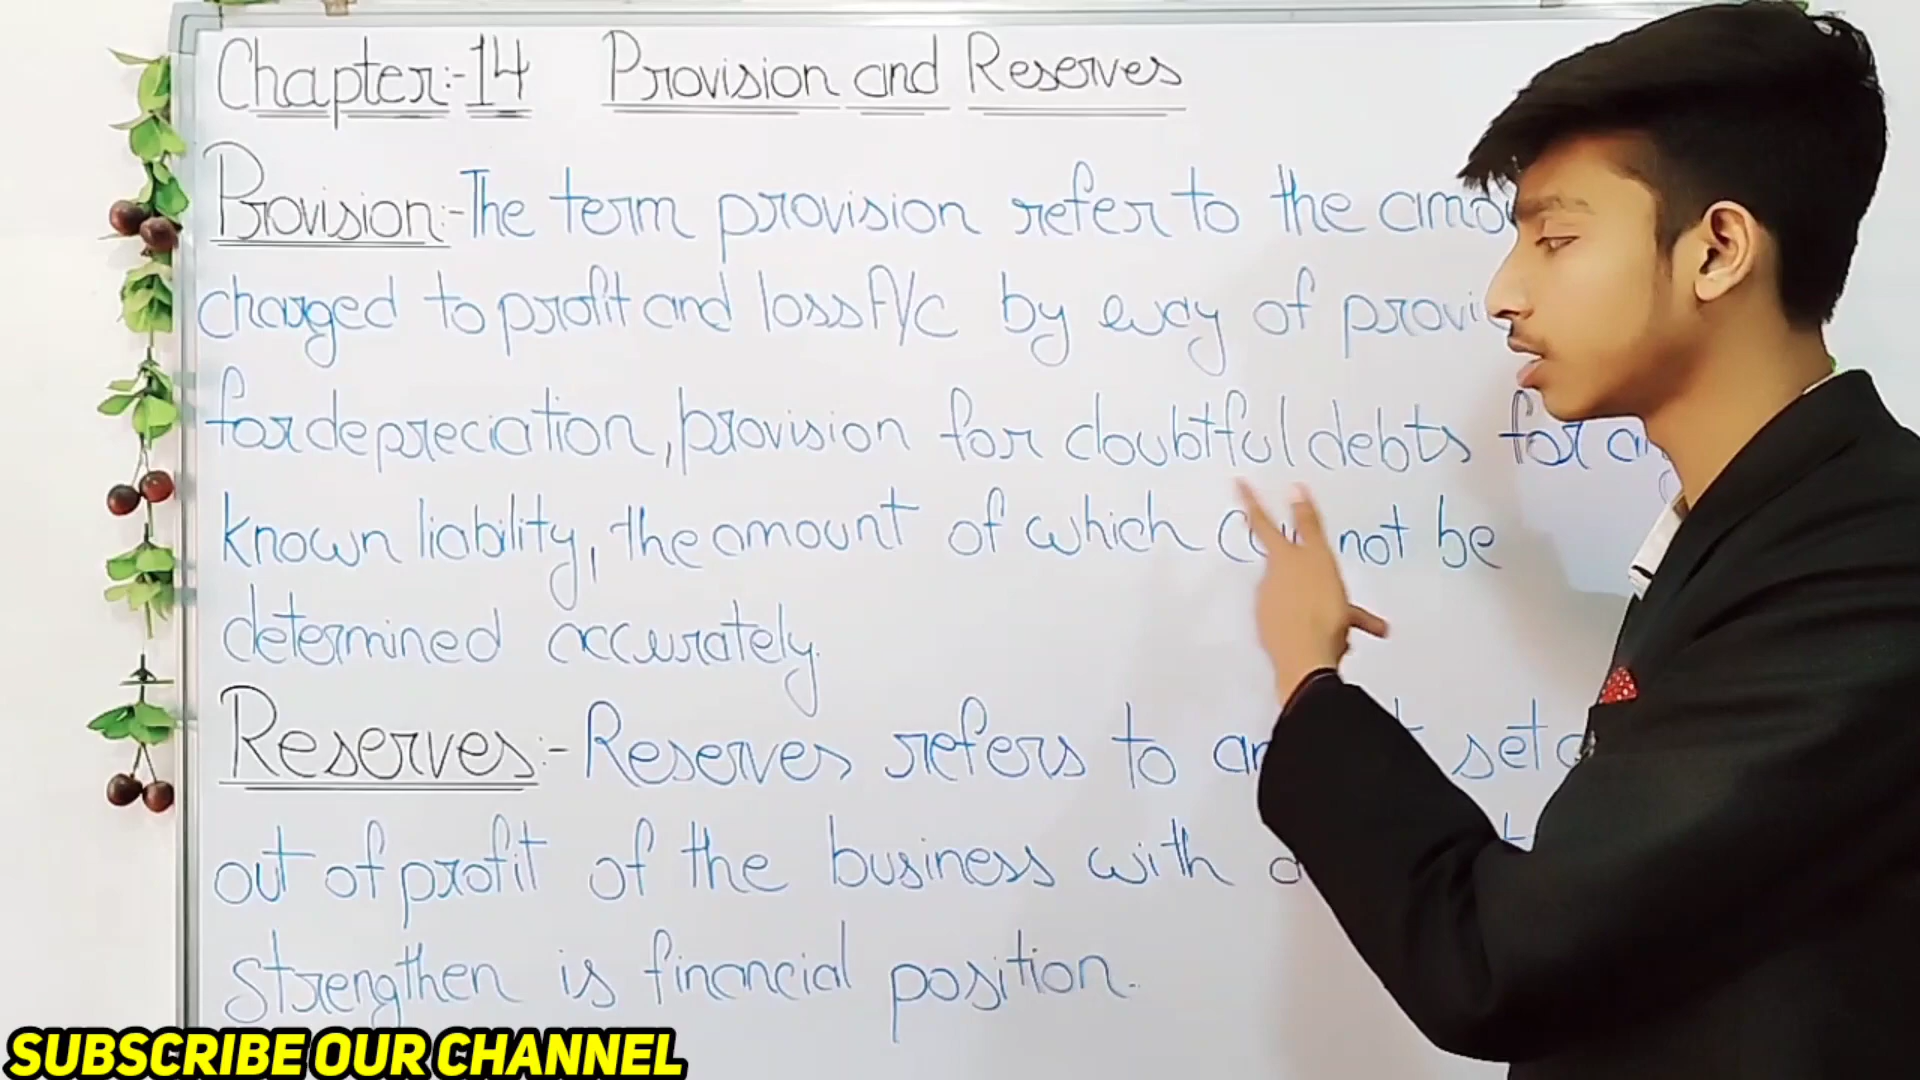 Chapter:-14 Provision and Reserves
Provision:-The term provision refer to the
charged to profit and loss A/C by way of
for depreciation, provision for doubtful debts for
known liability, the amount of which not be
determined accurately.
Reserves:- Reserves refers to set
out of profit of the business with
strengthen is financial position.
SUBSCRIBE OUR CHANNEL